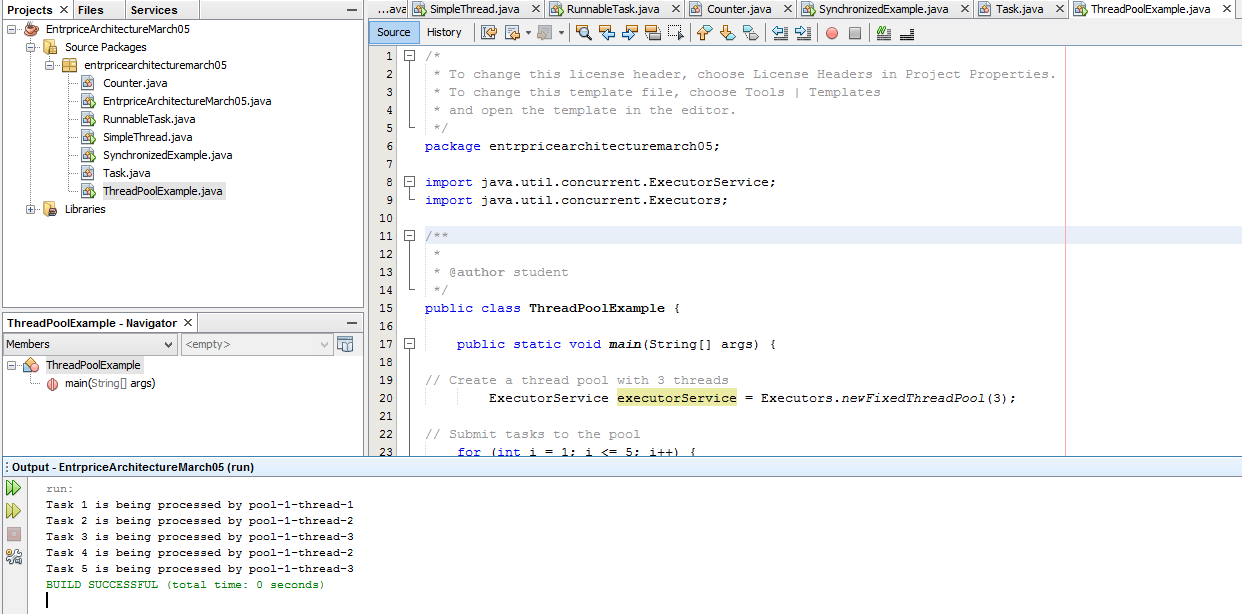 Projects Files Services
EntrpriceArchitectureMarch05
Source Packages
entrpricearchitecturemarch05
Counter.java
EntrpriceArchitectureMarch05.java
RunnableTask.java
SimpleThread.java
SynchronizedExample.java
Task.java
ThreadPoolExample.java
Libraries
ThreadPoolExample - Navigator
Members <empty>
ThreadPoolExample
main(String[] args)
...ava SimpleThread.java RunnableTask.java Counter.java SynchronizedExample.java Task.java ThreadPoolExample.java
Source History
1 /*
2 * To change this license header, choose License Headers in Project Properties.
3 * To change this template file, choose Tools | Templates
4 * and open the template in the editor.
5 */
6 package entrpricearchitecturemarch05;
7
8 import java.util.concurrent.ExecutorService;
9 import java.util.concurrent.Executors;
10
11 /**
12 *
13 * @author student
14 */
15 public class ThreadPoolExample {
16
17 public static void main(String[] args) {
18
19 // Create a thread pool with 3 threads
20 ExecutorService executorService = Executors.newFixedThreadPool(3);
21
22 // Submit tasks to the pool
23 for (int i = 1; i <= 5; i++) {
Output - EntrpriceArchitectureMarch05 (run)
run:
Task 1 is being processed by pool-1-thread-1
Task 2 is being processed by pool-1-thread-2
Task 3 is being processed by pool-1-thread-3
Task 4 is being processed by pool-1-thread-2
Task 5 is being processed by pool-1-thread-3
BUILD SUCCESSFUL (total time: 0 seconds)